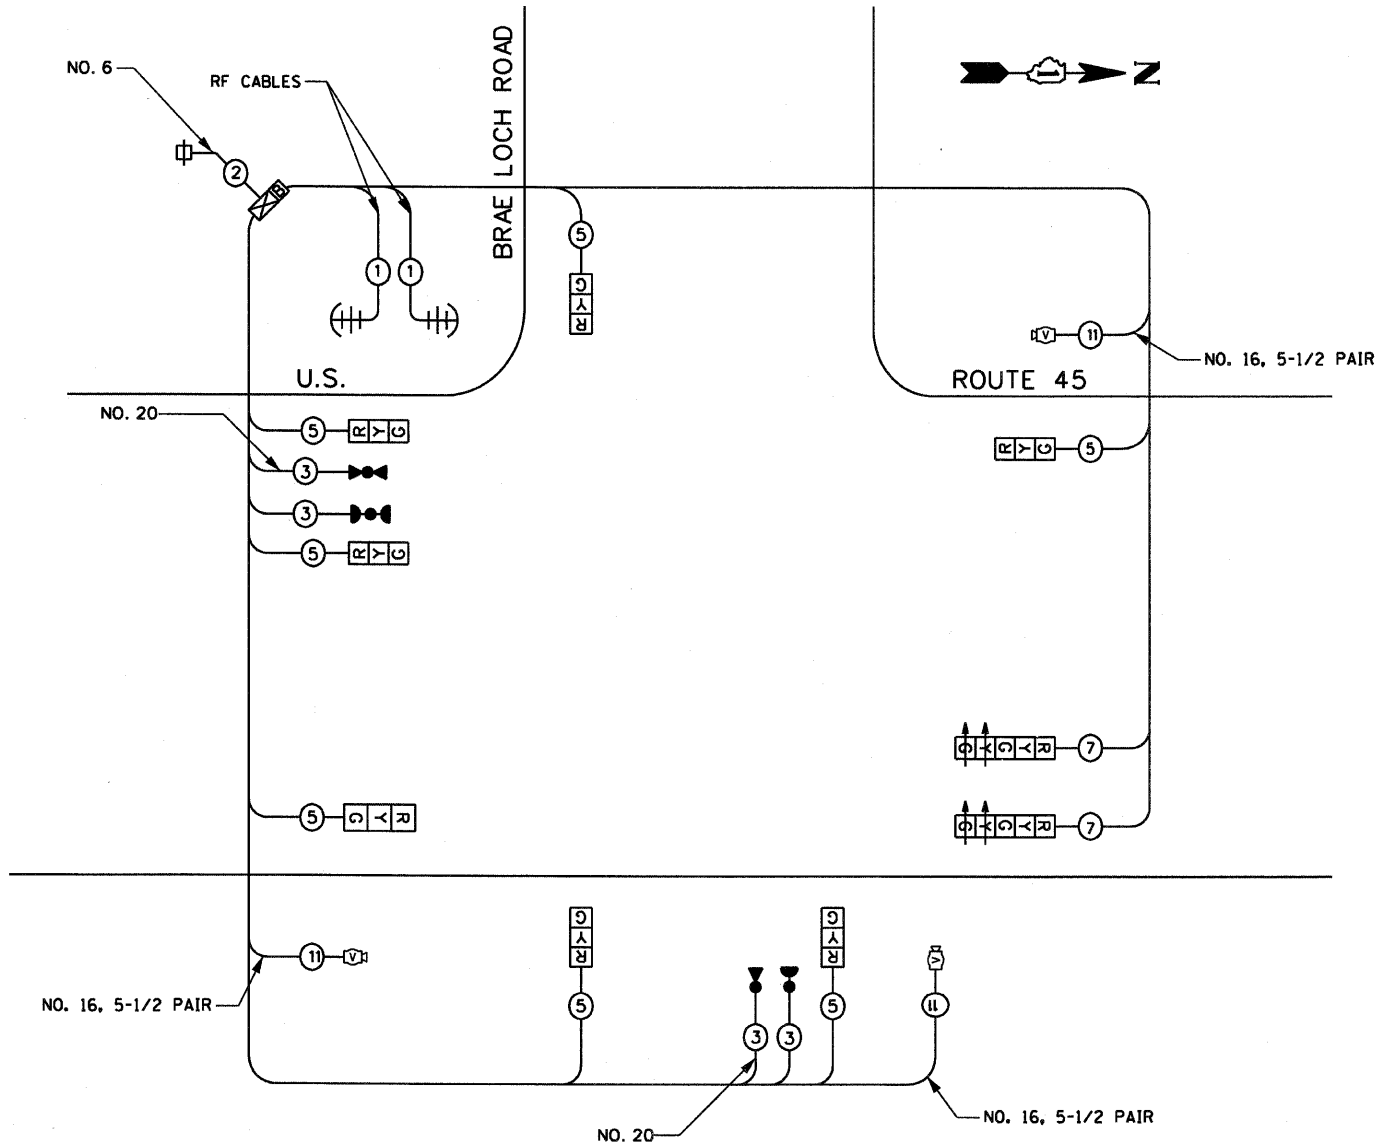 NO. 6
RF CABLES
BRAE LOCH ROAD
N
1
2
B
1
1
5
G Y R
V
11
NO. 16, 5-1/2 PAIR
U.S.
ROUTE 45
NO. 20
5
R Y G
3
3
5
R Y G
R Y G
5
G Y G Y R
7
5
G Y R
G Y G Y R
7
11
V
NO. 16, 5-1/2 PAIR
G Y R
5
G Y R
5
3
3
V
11
NO. 16, 5-1/2 PAIR
NO. 20